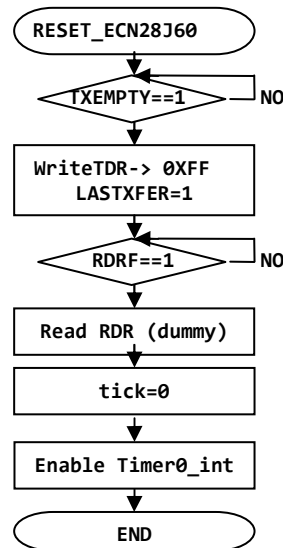 RESET_ECN28J60
TXEMPTY==1
NO
WriteTDR-> 0XFF
LASTXFER=1
RDRF==1
NO
Read RDR (dummy)
tick=0
Enable Timer0_int
END